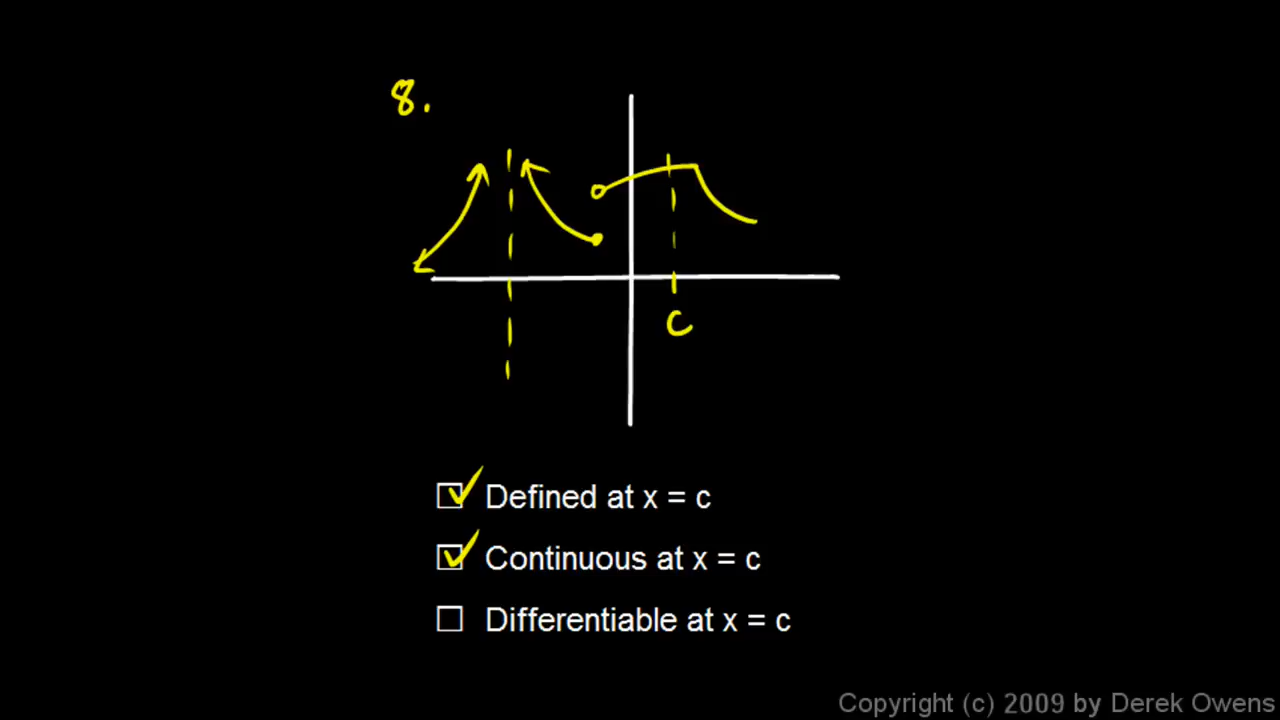 8.
c
Defined at x = c
Continuous at x = c
Differentiable at x = c
Copyright (c) 2009 by Derek Owens